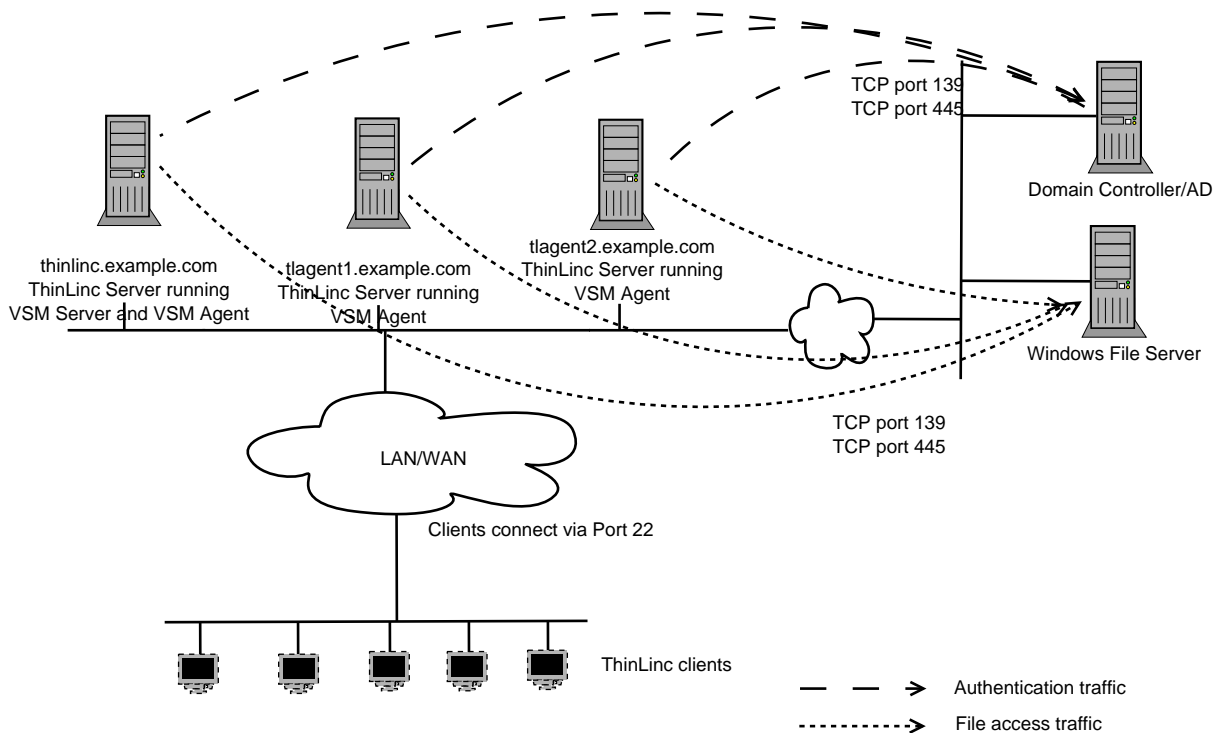 TCP port 139
TCP port 445
Domain Controller/AD
thinlinc.example.com
ThinLinc Server running
VSM Server and VSM Agent
tlagent1.example.com
ThinLinc Server running
VSM Agent
tlagent2.example.com
ThinLinc Server running
VSM Agent
Windows File Server
TCP port 139
TCP port 445
LAN/WAN
Clients connect via Port 22
ThinLinc clients
Authentication traffic
File access traffic